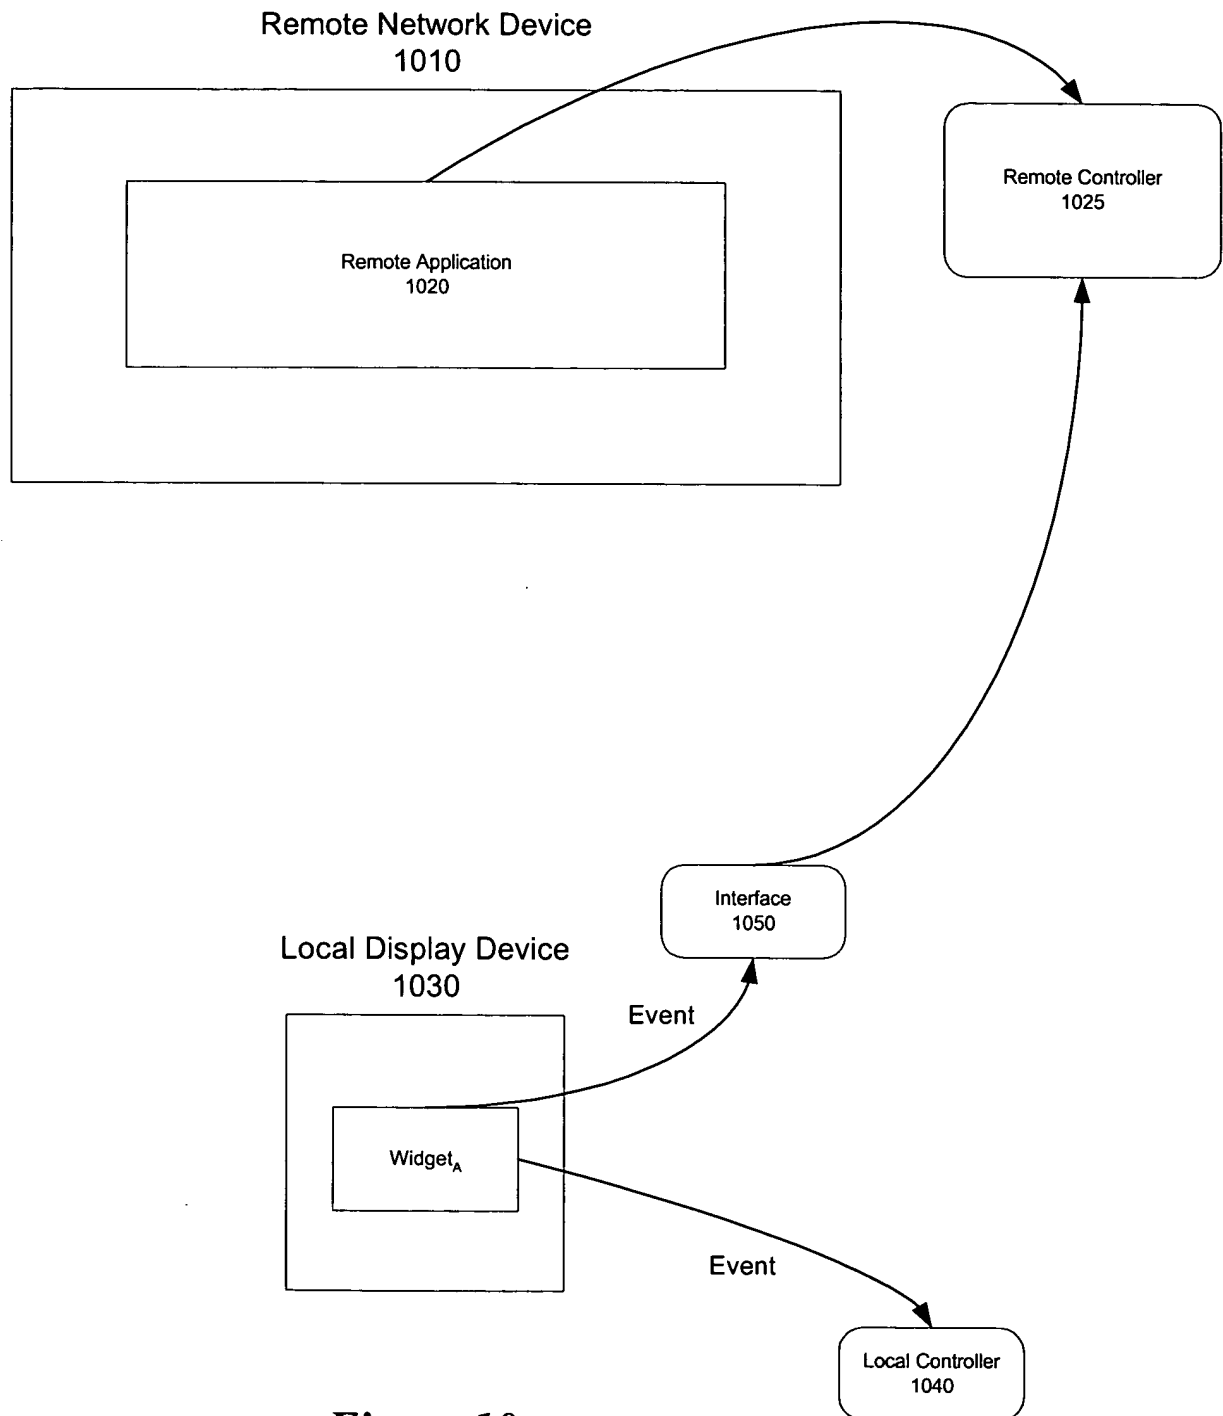 Remote Network Device
1010
Remote Controller
1025
Remote Application
1020
Interface
1050
Local Display Device
1030
Event
Widget_A
Event
Local Controller
1040